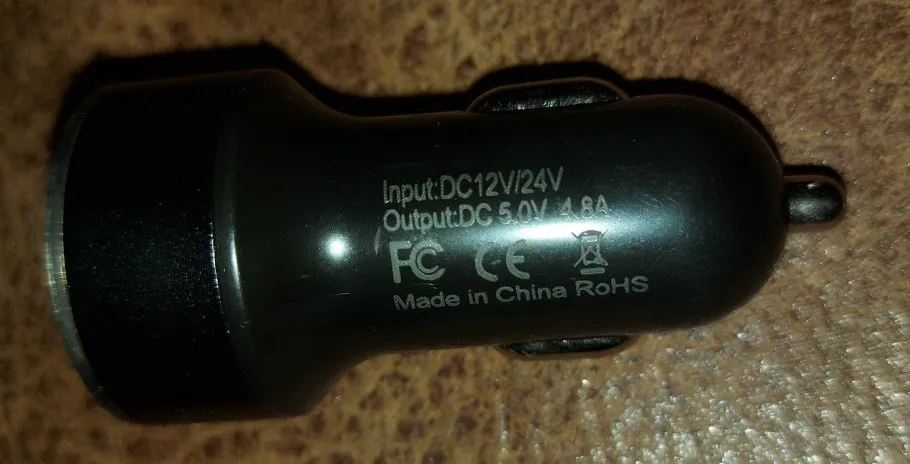 Input:DC12V/24V
Output:DC 5.0V 4.8A
FC CE
Made in China RoHS